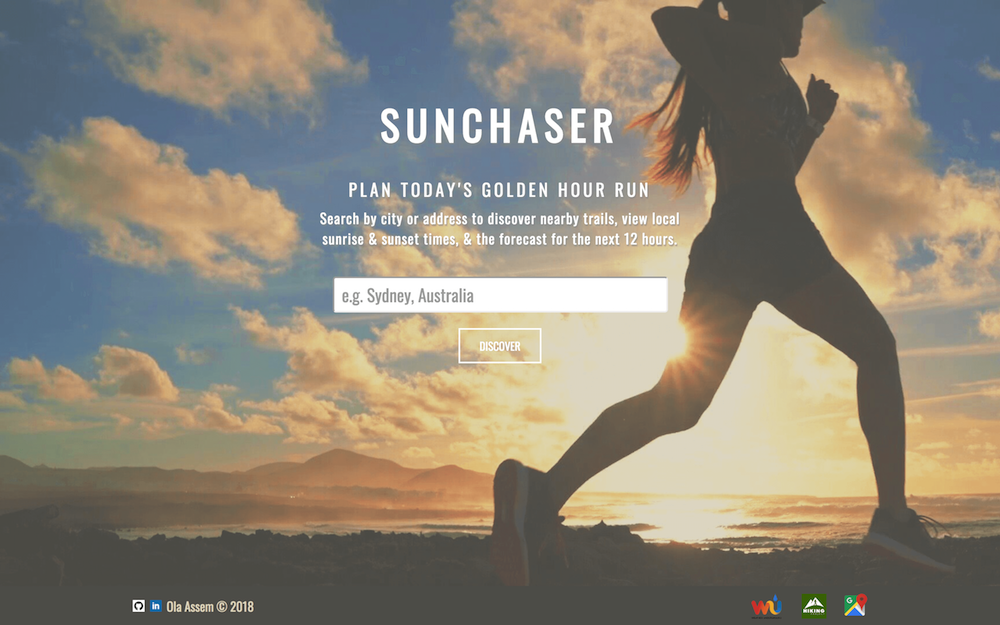 SUNCHASER
PLAN TODAY'S GOLDEN HOUR RUN
Search by city or address to discover nearby trails, view local
sunrise & sunset times, & the forecast for the next 12 hours.
e.g. Sydney, Australia
DISCOVER
in Ola Assem © 2018
HIKING
G